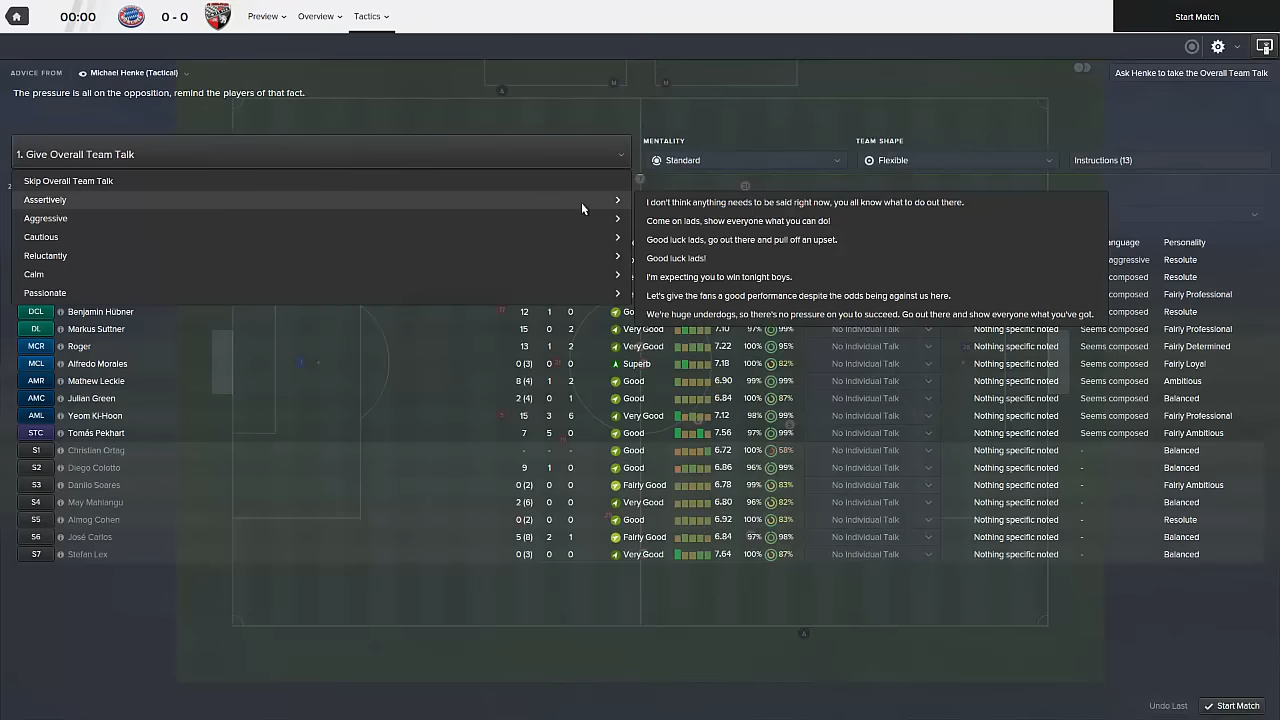 00:00 0 - 0 Preview Overview Tactics Start Match
ADVICE FROM Michael Henke (Tactical) Ask Henke to take the Overall Team Talk
The pressure is all on the opposition, remind the players of that fact.
MENTALITY TEAM SHAPE
1. Give Overall Team Talk Standard Flexible Instructions (13)
Skip Overall Team Talk
Assertively
Aggressive
Cautious
Reluctantly
Calm
Passionate
I don't think anything needs to be said right now, you all know what to do out there.
Come on lads, show everyone what you can do!
Good luck lads, go out there and pull off an upset.
Good luck lads!
I'm expecting you to win tonight boys.
Let's give the fans a good performance despite the odds being against us here.
We're huge underdogs, so there's no pressure on you to succeed. Go out there and show everyone what you've got.
Personality
Resolute
Fairly Professional
DCL Benjamin Hübner 12 1 0 Resolute
DL Markus Suttner 15 0 2 Very Good 7.10 97% 99% No Individual Talk Nothing specific noted Seems composed Fairly Professional
MCR Roger 13 1 2 Very Good 7.22 100% 95% No Individual Talk Nothing specific noted Seems composed Fairly Determined
MCL Alfredo Morales 0 (3) 0 0 Superb 7.18 100% 82% No Individual Talk Nothing specific noted Seems composed Fairly Loyal
AMR Mathew Leckie 8 (4) 1 2 Good 6.90 99% 99% No Individual Talk Nothing specific noted Seems composed Ambitious
AMC Julian Green 2 (4) 0 1 Good 6.84 100% 87% No Individual Talk Nothing specific noted Seems composed Balanced
AML Yeom Ki-Hoon 15 3 6 Very Good 7.12 98% 99% No Individual Talk Nothing specific noted Seems composed Fairly Professional
STC Tomás Pekhart 7 5 0 Good 7.56 97% 99% No Individual Talk Nothing specific noted Seems composed Fairly Ambitious
S1 Christian Ortag - - - Good 6.72 100% 58% No Individual Talk Nothing specific noted - Balanced
S2 Diego Colotto 9 1 0 Good 6.86 96% 99% No Individual Talk Nothing specific noted - Balanced
S3 Danilo Soares 0 (2) 0 0 Fairly Good 6.78 99% 83% No Individual Talk Nothing specific noted - Fairly Ambitious
S4 May Mahlangu 2 (6) 0 0 Very Good 6.80 96% 82% No Individual Talk Nothing specific noted - Balanced
S5 Almog Cohen 0 (2) 0 0 Good 6.92 100% 83% No Individual Talk Nothing specific noted - Resolute
S6 José Carlos 5 (8) 2 1 Fairly Good 6.84 97% 98% No Individual Talk Nothing specific noted - Balanced
S7 Stefan Lex 0 (3) 0 0 Very Good 7.64 100% 87% No Individual Talk Nothing specific noted - Balanced
Undo Last Start Match